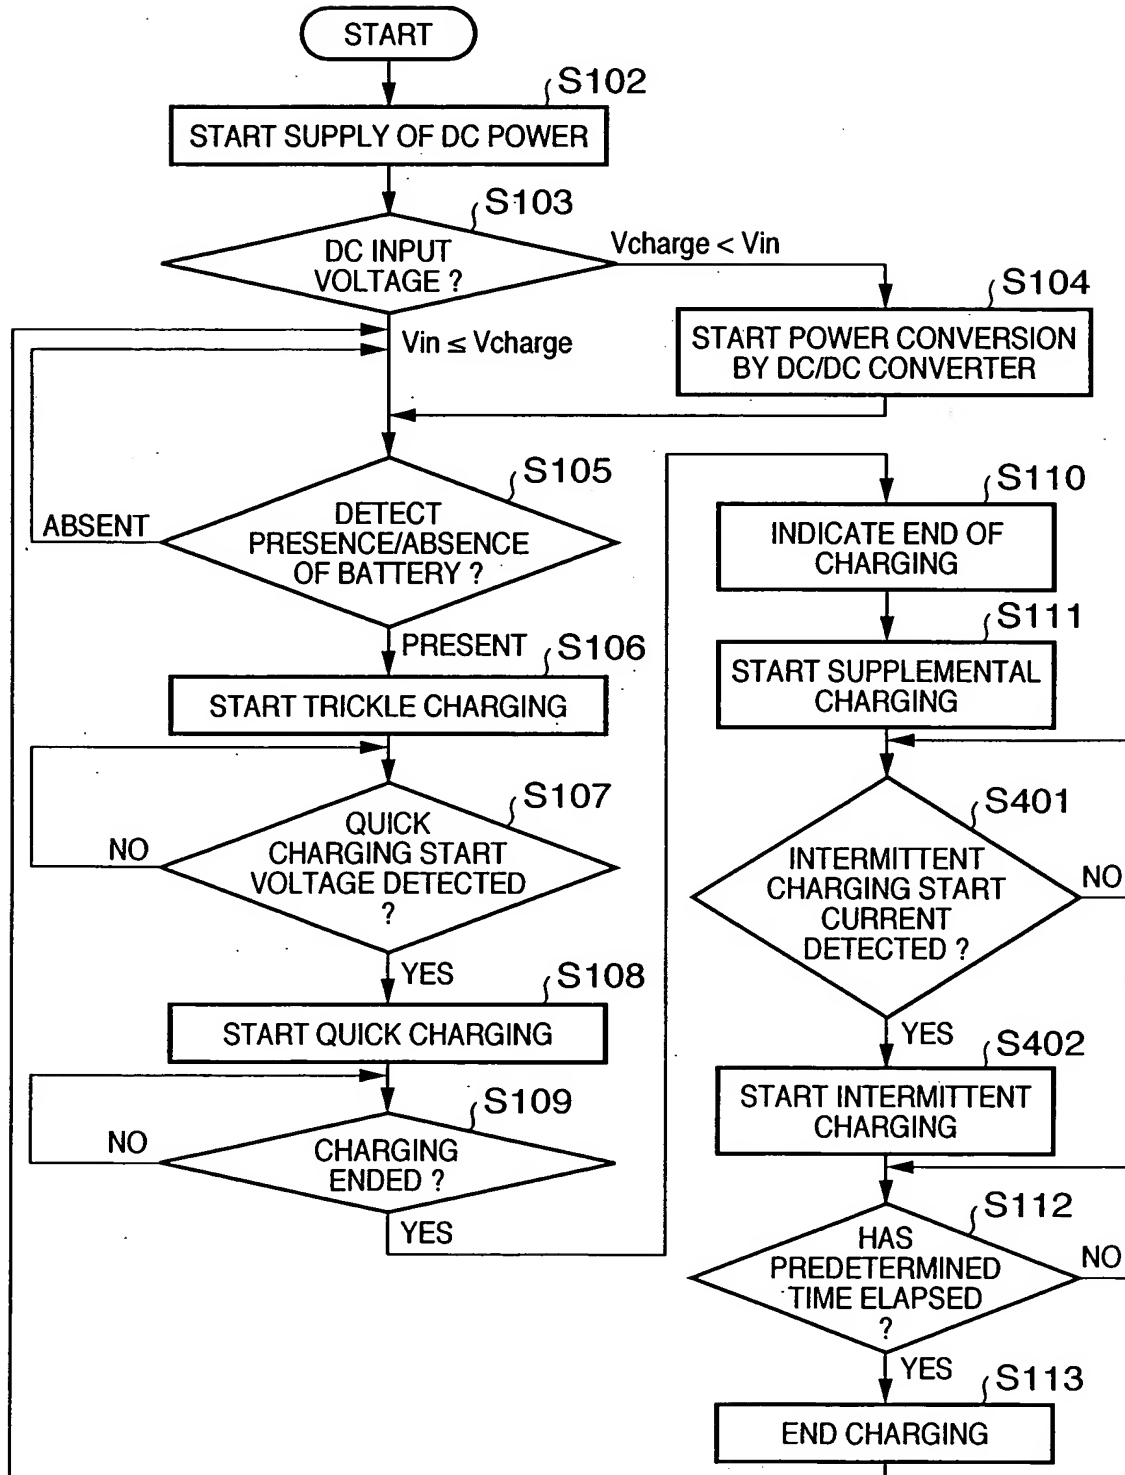 START
S102
START SUPPLY OF DC POWER
S103
DC INPUT
VOLTAGE ?
Vcharge < Vin
S104
START POWER CONVERSION
BY DC/DC CONVERTER
Vin ≤ Vcharge
S105
DETECT
PRESENCE/ABSENCE
OF BATTERY ?
ABSENT
PRESENT
S106
START TRICKLE CHARGING
S107
QUICK
CHARGING START
VOLTAGE DETECTED
?
NO
YES
S108
START QUICK CHARGING
S109
CHARGING
ENDED ?
NO
YES
S110
INDICATE END OF
CHARGING
S111
START SUPPLEMENTAL
CHARGING
S401
INTERMITTENT
CHARGING START
CURRENT
DETECTED ?
NO
YES
S402
START INTERMITTENT
CHARGING
S112
HAS
PREDETERMINED
TIME ELAPSED
?
NO
YES
S113
END CHARGING